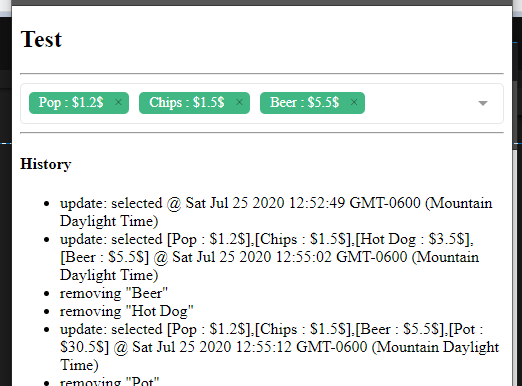 Test
Pop : $1.2$ × Chips : $1.5$ × Beer : $5.5$ ×
History
• update: selected @ Sat Jul 25 2020 12:52:49 GMT-0600 (Mountain
Daylight Time)
• update: selected [Pop : $1.2$],[Chips : $1.5$],[Hot Dog : $3.5$],
[Beer : $5.5$] @ Sat Jul 25 2020 12:55:02 GMT-0600 (Mountain
Daylight Time)
• removing "Beer"
• removing "Hot Dog"
• update: selected [Pop : $1.2$],[Chips : $1.5$],[Beer : $5.5$],[Pot :
$30.5$] @ Sat Jul 25 2020 12:55:12 GMT-0600 (Mountain Daylight
Time)
• removing "Pot"